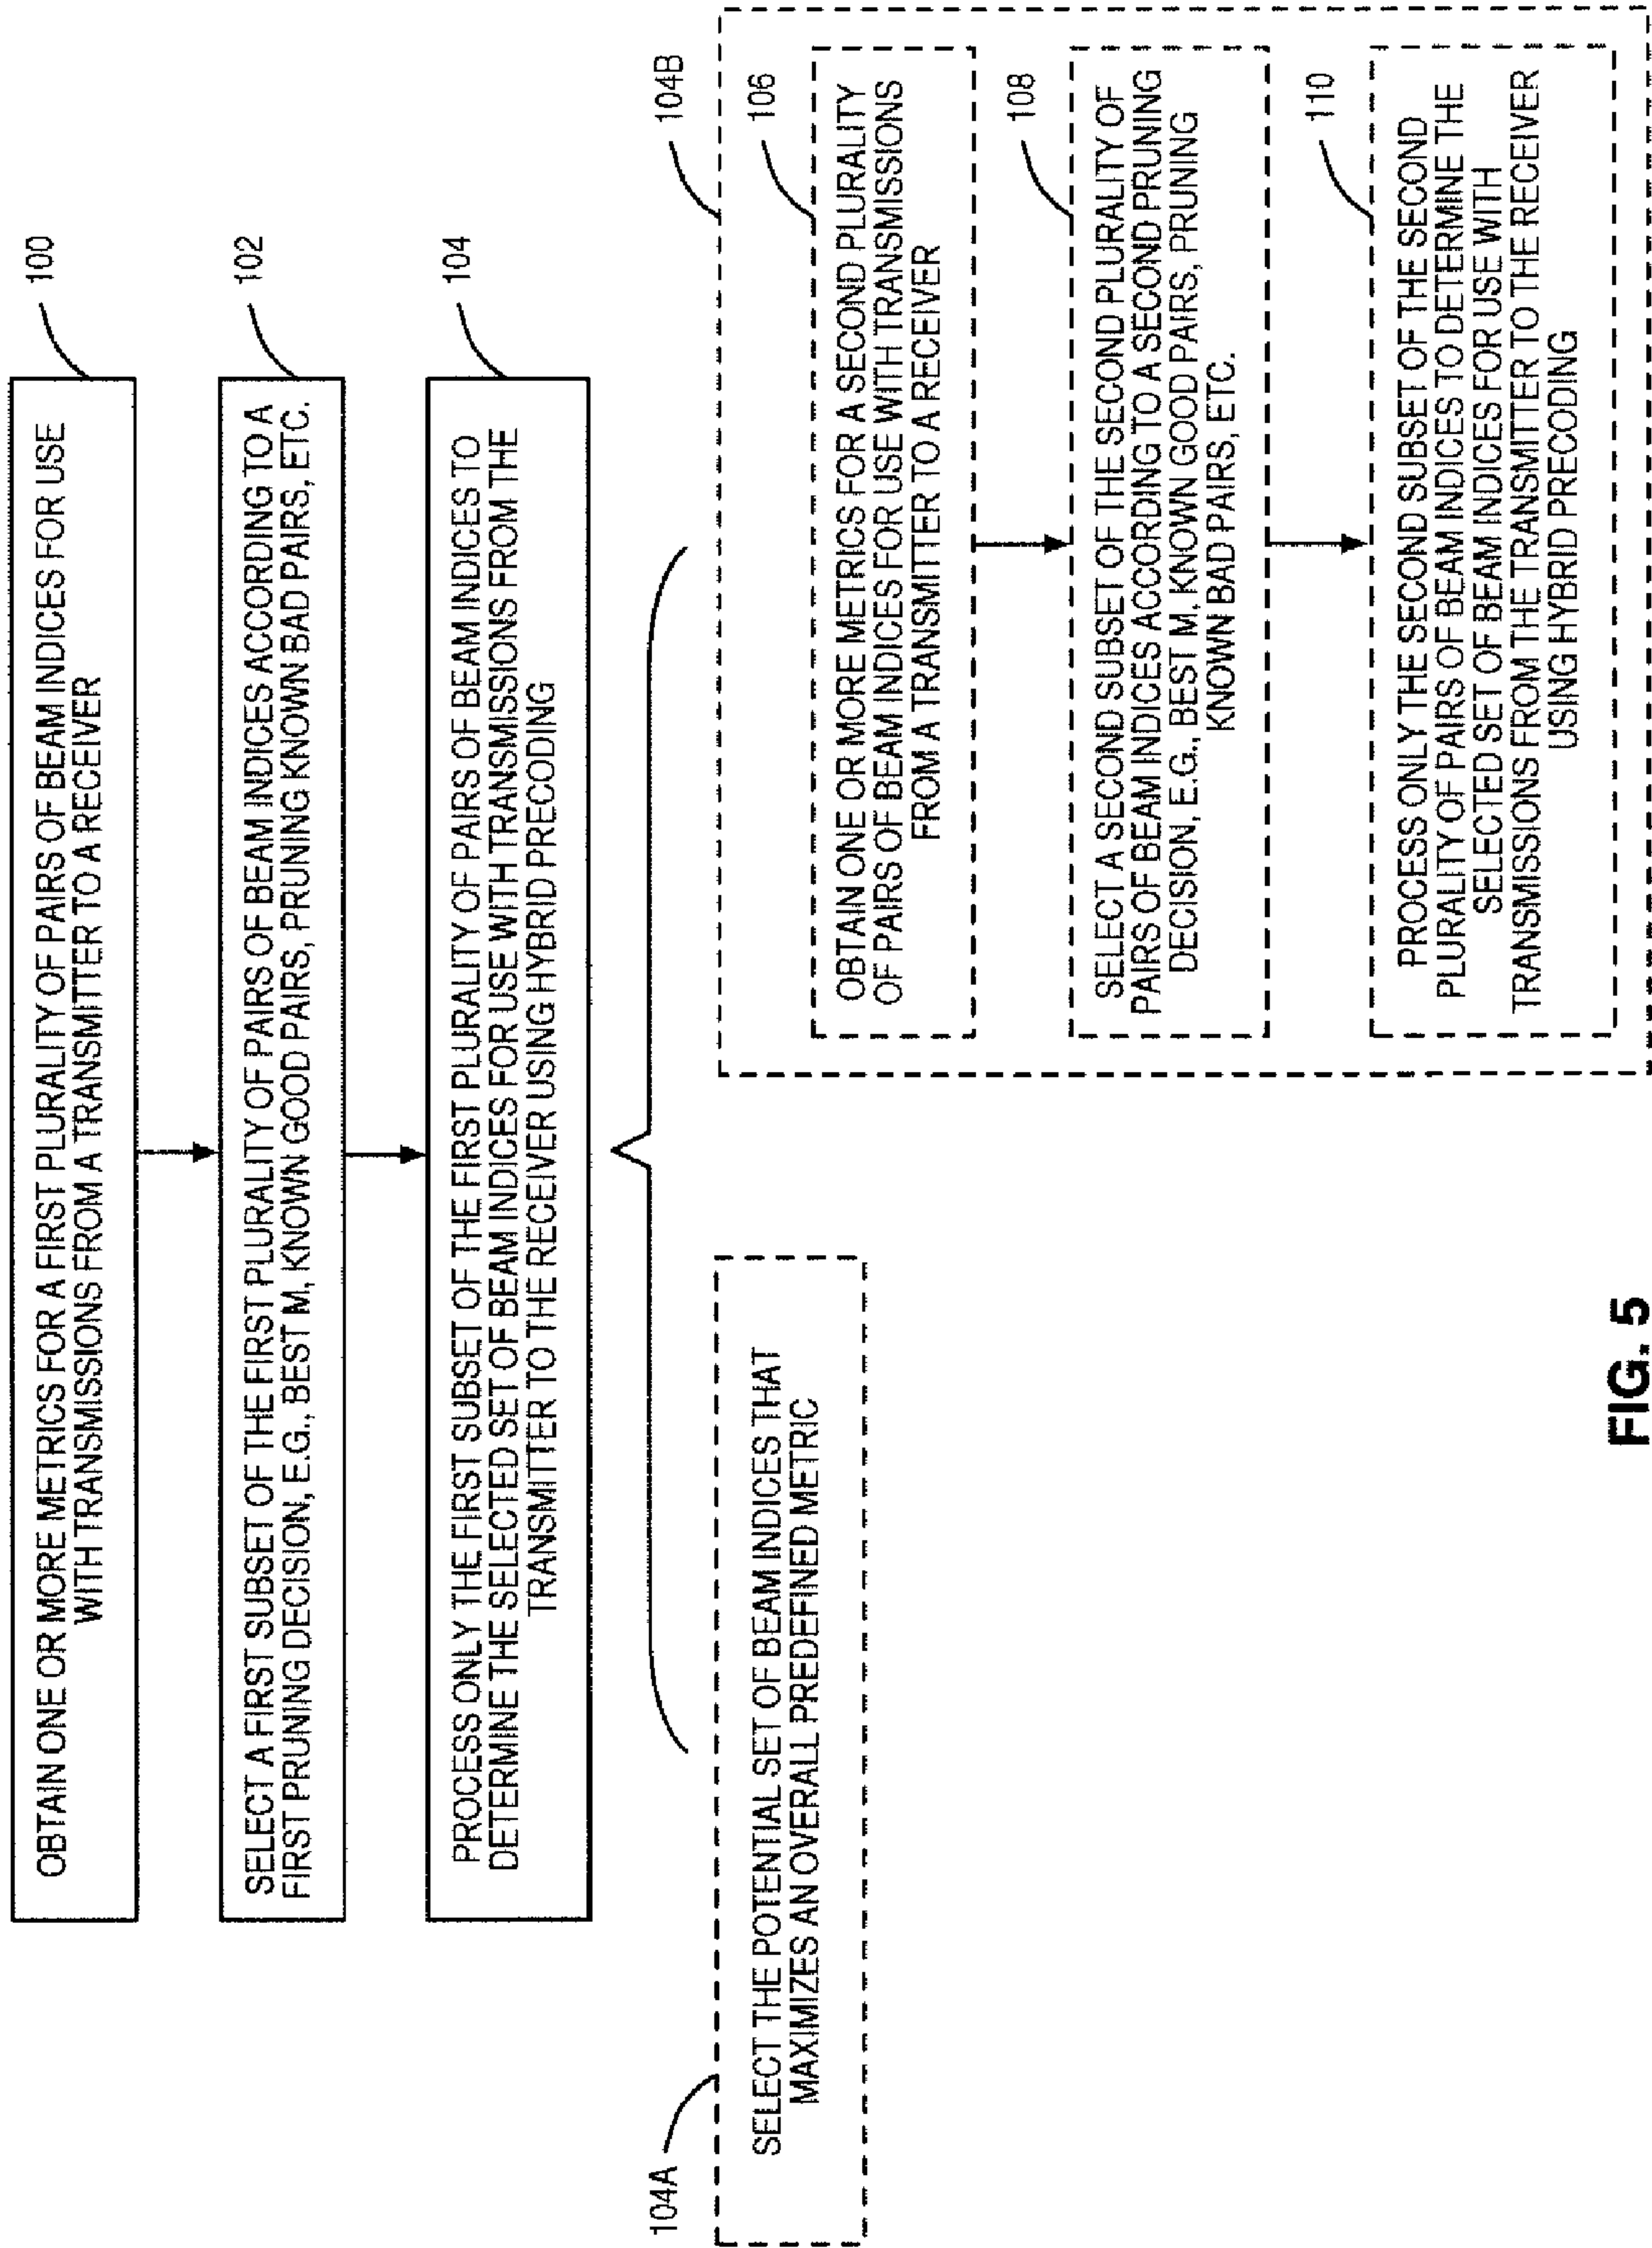 100
OBTAIN ONE OR MORE METRICS FOR A FIRST PLURALITY OF PAIRS OF BEAM INDICES FOR USE
WITH TRANSMISSIONS FROM A TRANSMITTER TO A RECEIVER
102
SELECT A FIRST SUBSET OF THE FIRST PLURALITY OF PAIRS OF BEAM INDICES ACCORDING TO A
FIRST PRUNING DECISION, E.G., BEST M, KNOWN GOOD PAIRS, PRUNING KNOWN BAD PAIRS, ETC.
104
PROCESS ONLY THE FIRST SUBSET OF THE FIRST PLURALITY OF PAIRS OF BEAM INDICES TO
DETERMINE THE SELECTED SET OF BEAM INDICES FOR USE WITH TRANSMISSIONS FROM THE
TRANSMITTER TO THE RECEIVER USING HYBRID PRECODING
104A
SELECT THE POTENTIAL SET OF BEAM INDICES THAT
MAXIMIZES AN OVERALL PREDEFINED METRIC
104B
106
OBTAIN ONE OR MORE METRICS FOR A SECOND PLURALITY
OF PAIRS OF BEAM INDICES FOR USE WITH TRANSMISSIONS
FROM A TRANSMITTER TO A RECEIVER
108
SELECT A SECOND SUBSET OF THE SECOND PLURALITY OF
PAIRS OF BEAM INDICES ACCORDING TO A SECOND PRUNING
DECISION, E.G., BEST M, KNOWN GOOD PAIRS, PRUNING
KNOWN BAD PAIRS, ETC.
110
PROCESS ONLY THE SECOND SUBSET OF THE SECOND
PLURALITY OF PAIRS OF BEAM INDICES TO DETERMINE THE
SELECTED SET OF BEAM INDICES FOR USE WITH
TRANSMISSIONS FROM THE TRANSMITTER TO THE RECEIVER
USING HYBRID PRECODING
FIG. 5